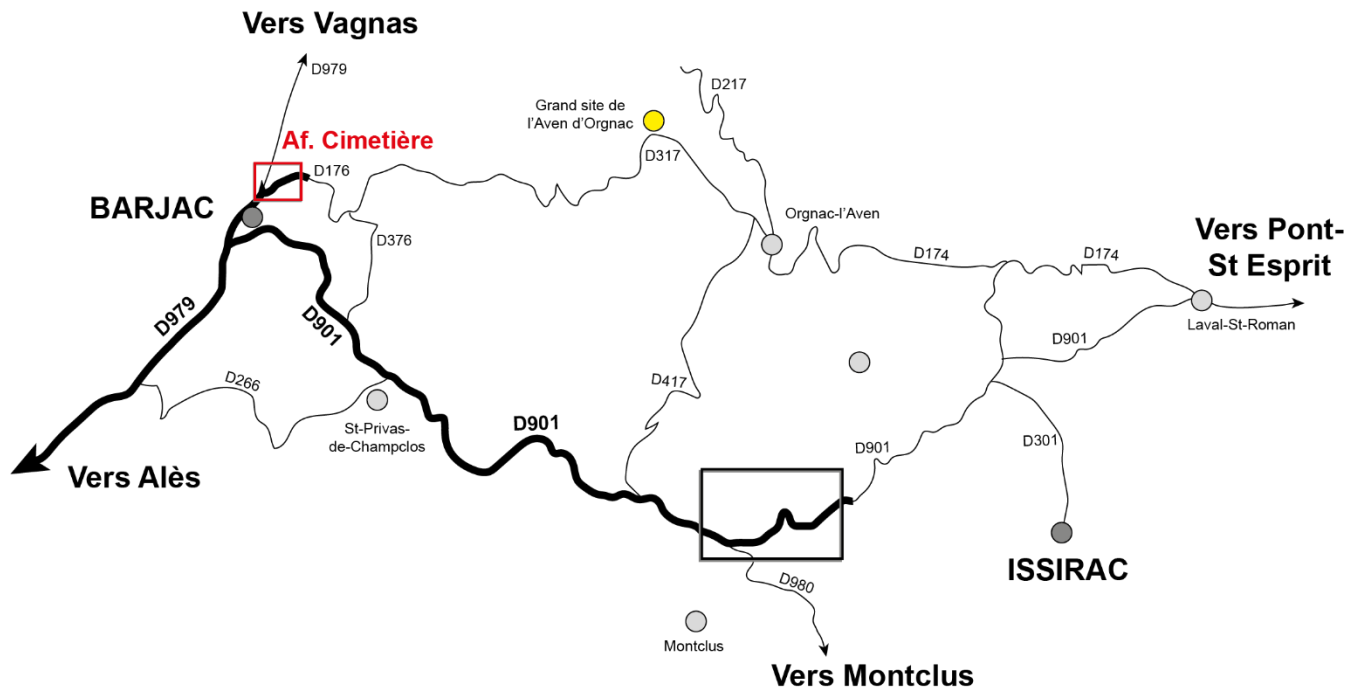 Vers Vagnas
D979
D217
Grand site de
l'Aven d'Orgnac
Af. Cimetière
D317
D176
BARJAC
Orgnac-l'Aven
D376
D174
D174
Vers Pont-
St Esprit
D979
D901
Laval-St-Roman
D901
D266
D417
St-Privas-
de-Champclos
D901
D901
D301
Vers Alès
ISSIRAC
D980
Montclus
Vers Montclus